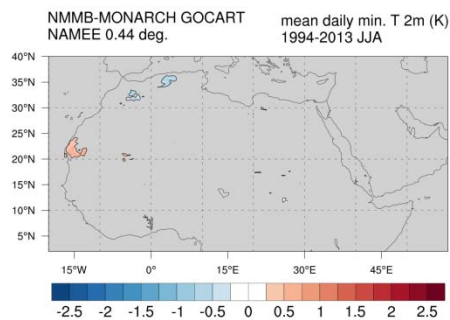 NMMB-MONARCH GOCART
NAMEE 0.44 deg.
mean daily min. T 2m (K)
1994-2013 JJA
40°N
35°N
30°N
25°N
20°N
15°N
10°N
5°N
15°W 0° 15°E 30°E 45°E
-2.5 -2 -1.5 -1 -0.5 0 0.5 1 1.5 2 2.5